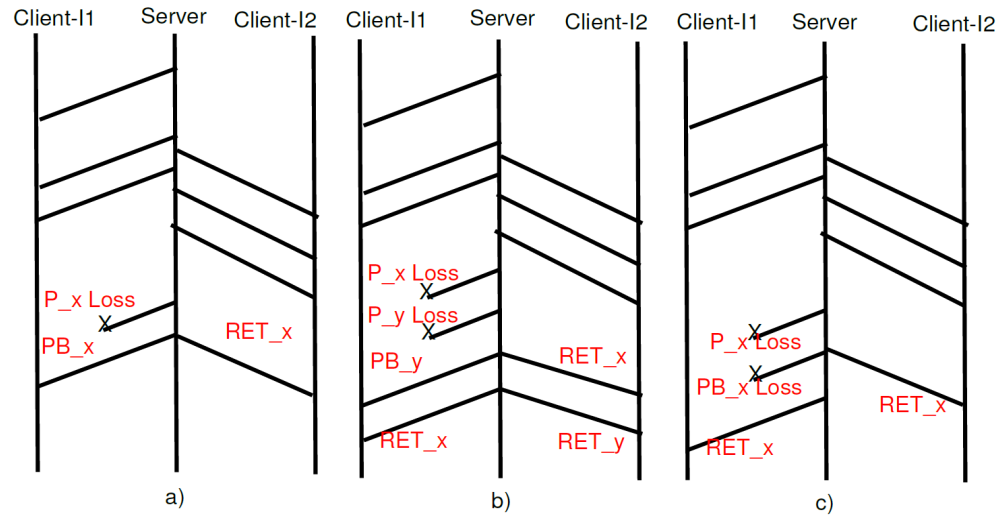 Client-I1 Server Client-I2
P_x Loss
X
PB_x
RET_x
a)
Client-I1 Server Client-I2
P_x Loss
X
P_y Loss
X
PB_y
RET_x
RET_x
RET_y
b)
Client-I1 Server Client-I2
X
P_x Loss
X
PB_x Loss
RET_x
RET_x
c)